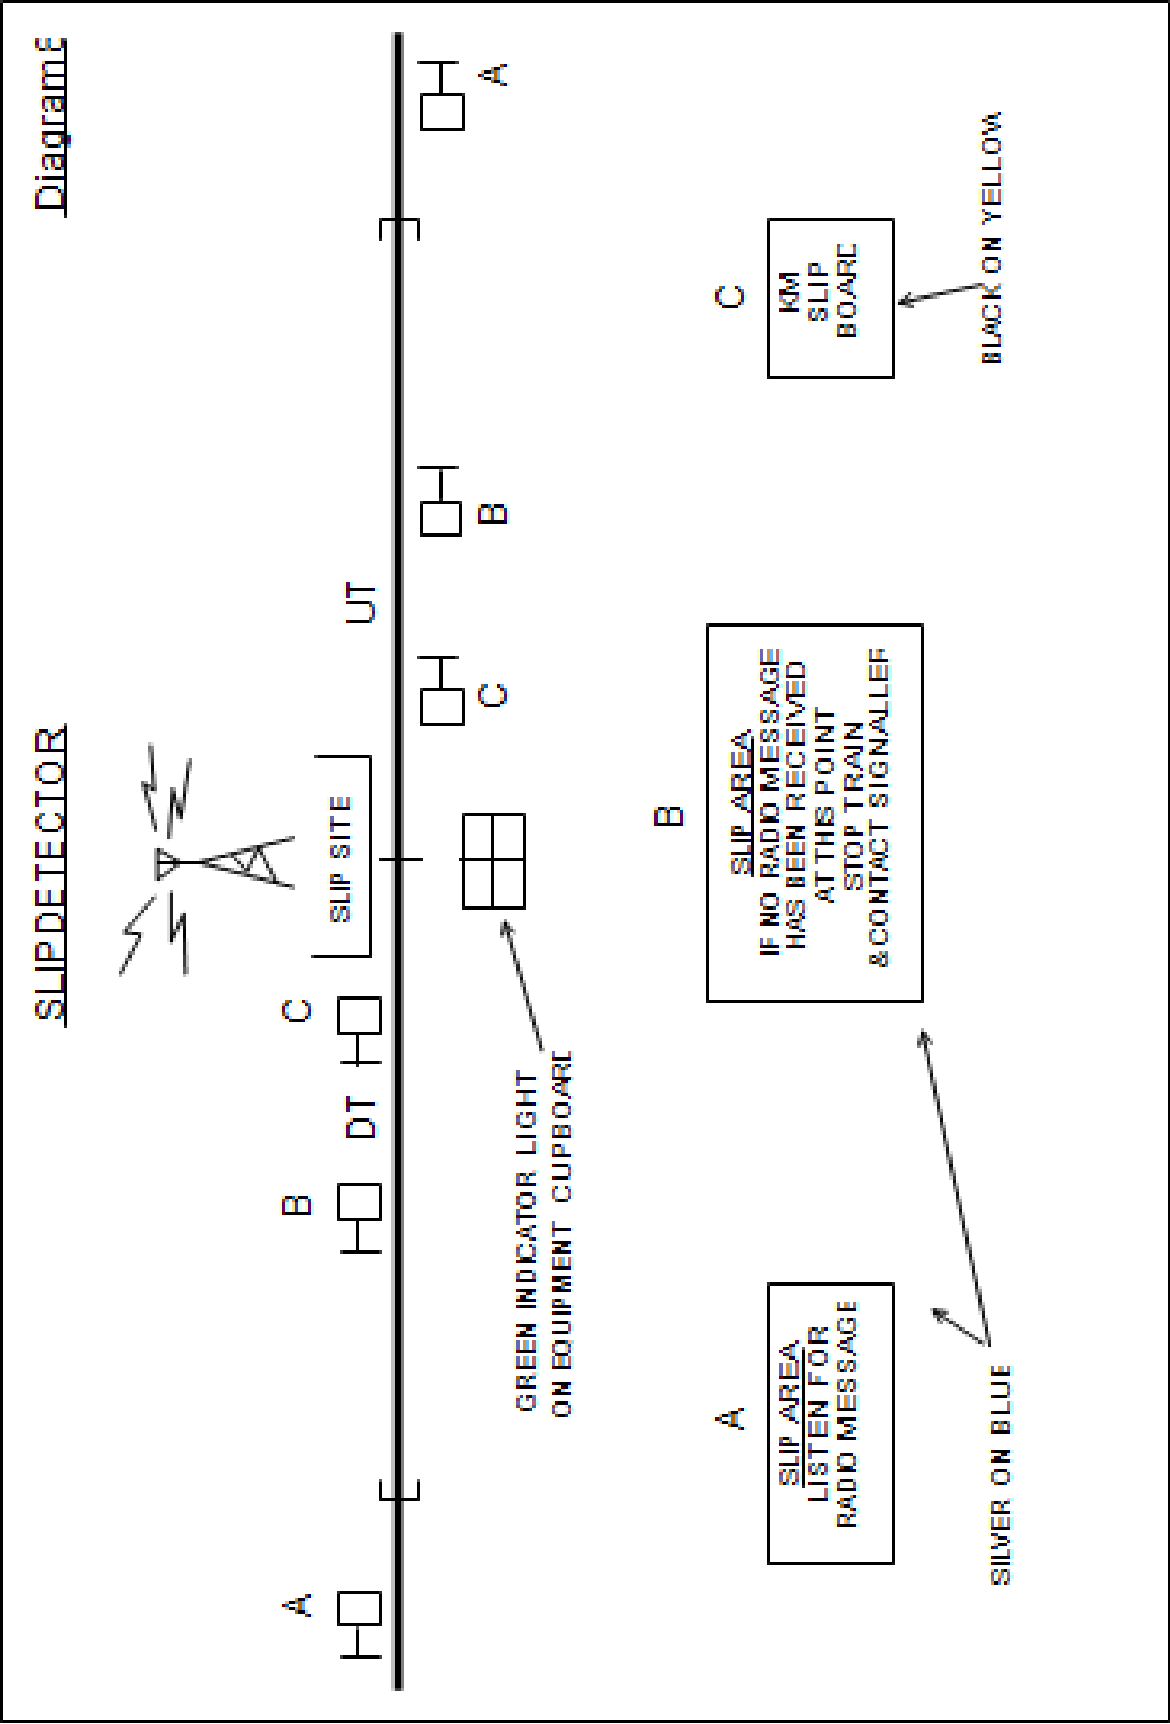 SLIP DETECTOR
Diagram
SLIP SITE
A
B
DT
C
UT
C
B
A
GREEN INDICATOR LIGHT
ON EQUIPMENT CUPBOARD
A
SLIP AREA
LISTEN FOR
RADIO MESSAGE
B
SLIP AREA
IF NO RADIO MESSAGE
HAS BEEN RECEIVED
AT THIS POINT
STOP TRAIN
& CONTACT SIGNALLER
C
KM
SLIP
BOARD
SILVER ON BLUE
BLACK ON YELLOW